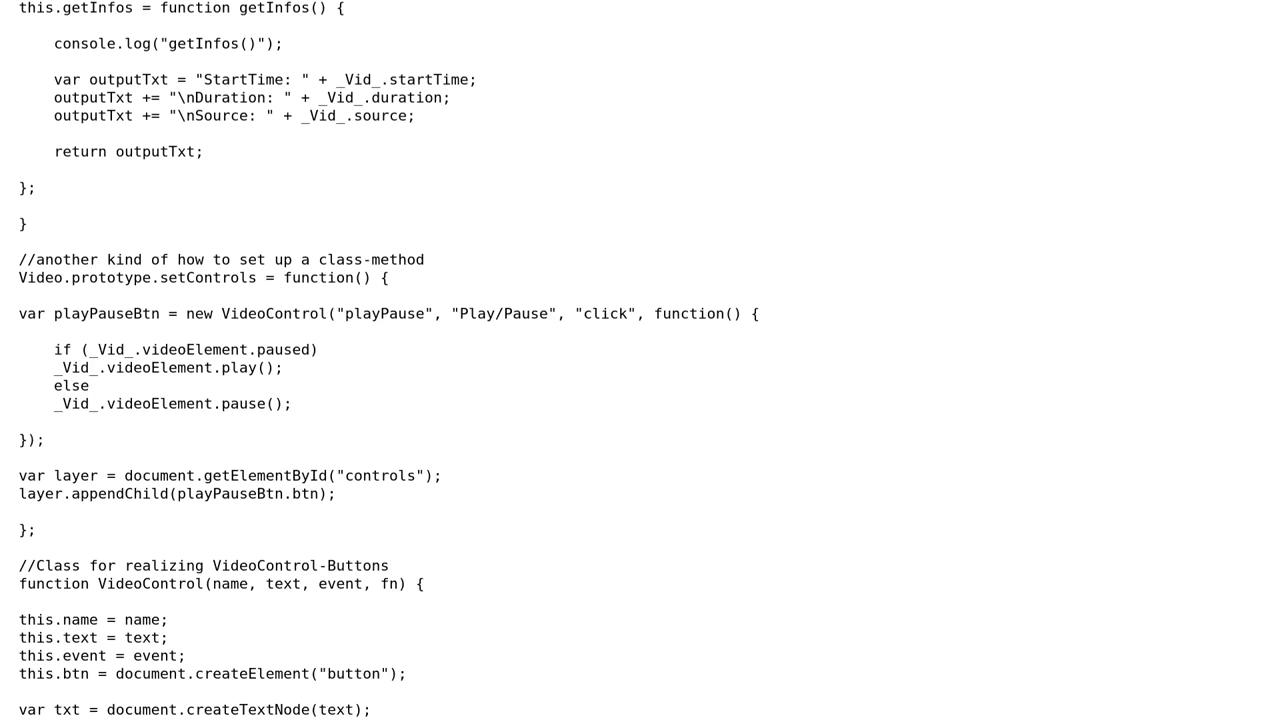 this.getInfos = function getInfos() {
console.log("getInfos()");
var outputTxt = "StartTime: " + _Vid_.startTime;
outputTxt += "\nDuration: " + _Vid_.duration;
outputTxt += "\nSource: " + _Vid_.source;
return outputTxt;
};
}
//another kind of how to set up a class-method
Video.prototype.setControls = function() {
var playPauseBtn = new VideoControl("playPause", "Play/Pause", "click", function() {
if (_Vid_.videoElement.paused)
_Vid_.videoElement.play();
else
_Vid_.videoElement.pause();
});
var layer = document.getElementById("controls");
layer.appendChild(playPauseBtn.btn);
};
//Class for realizing VideoControl-Buttons
function VideoControl(name, text, event, fn) {
this.name = name;
this.text = text;
this.event = event;
this.btn = document.createElement("button");
var txt = document.createTextNode(text);